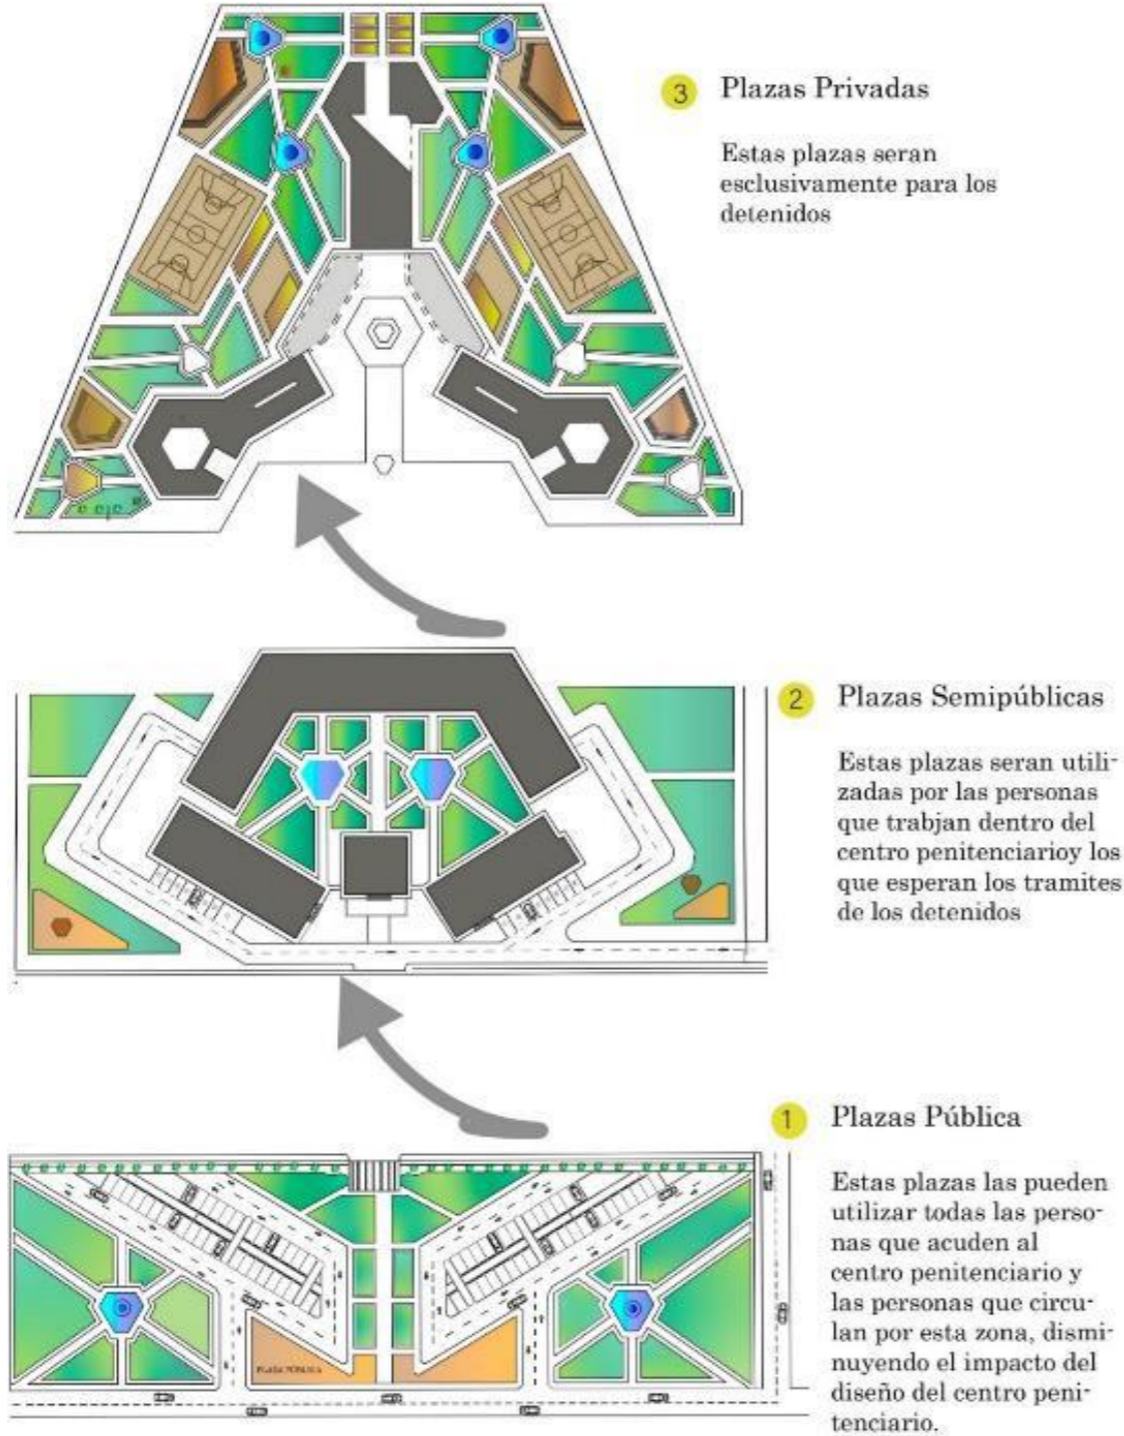 3 Plazas Privadas
Estas plazas seran
esclusivamente para los
detenidos
2 Plazas Semipúblicas
Estas plazas seran utili-
zadas por las personas
que trabjan dentro del
centro penitenciarioy los
que esperan los tramites
de los detenidos
1 Plazas Pública
Estas plazas las pueden
utilizar todas las perso-
nas que acuden al
centro penitenciario y
las personas que circu-
lan por esta zona, dismi-
nuyendo el impacto del
diseño del centro peni-
tenciario.
PLAZA PÚBLICA